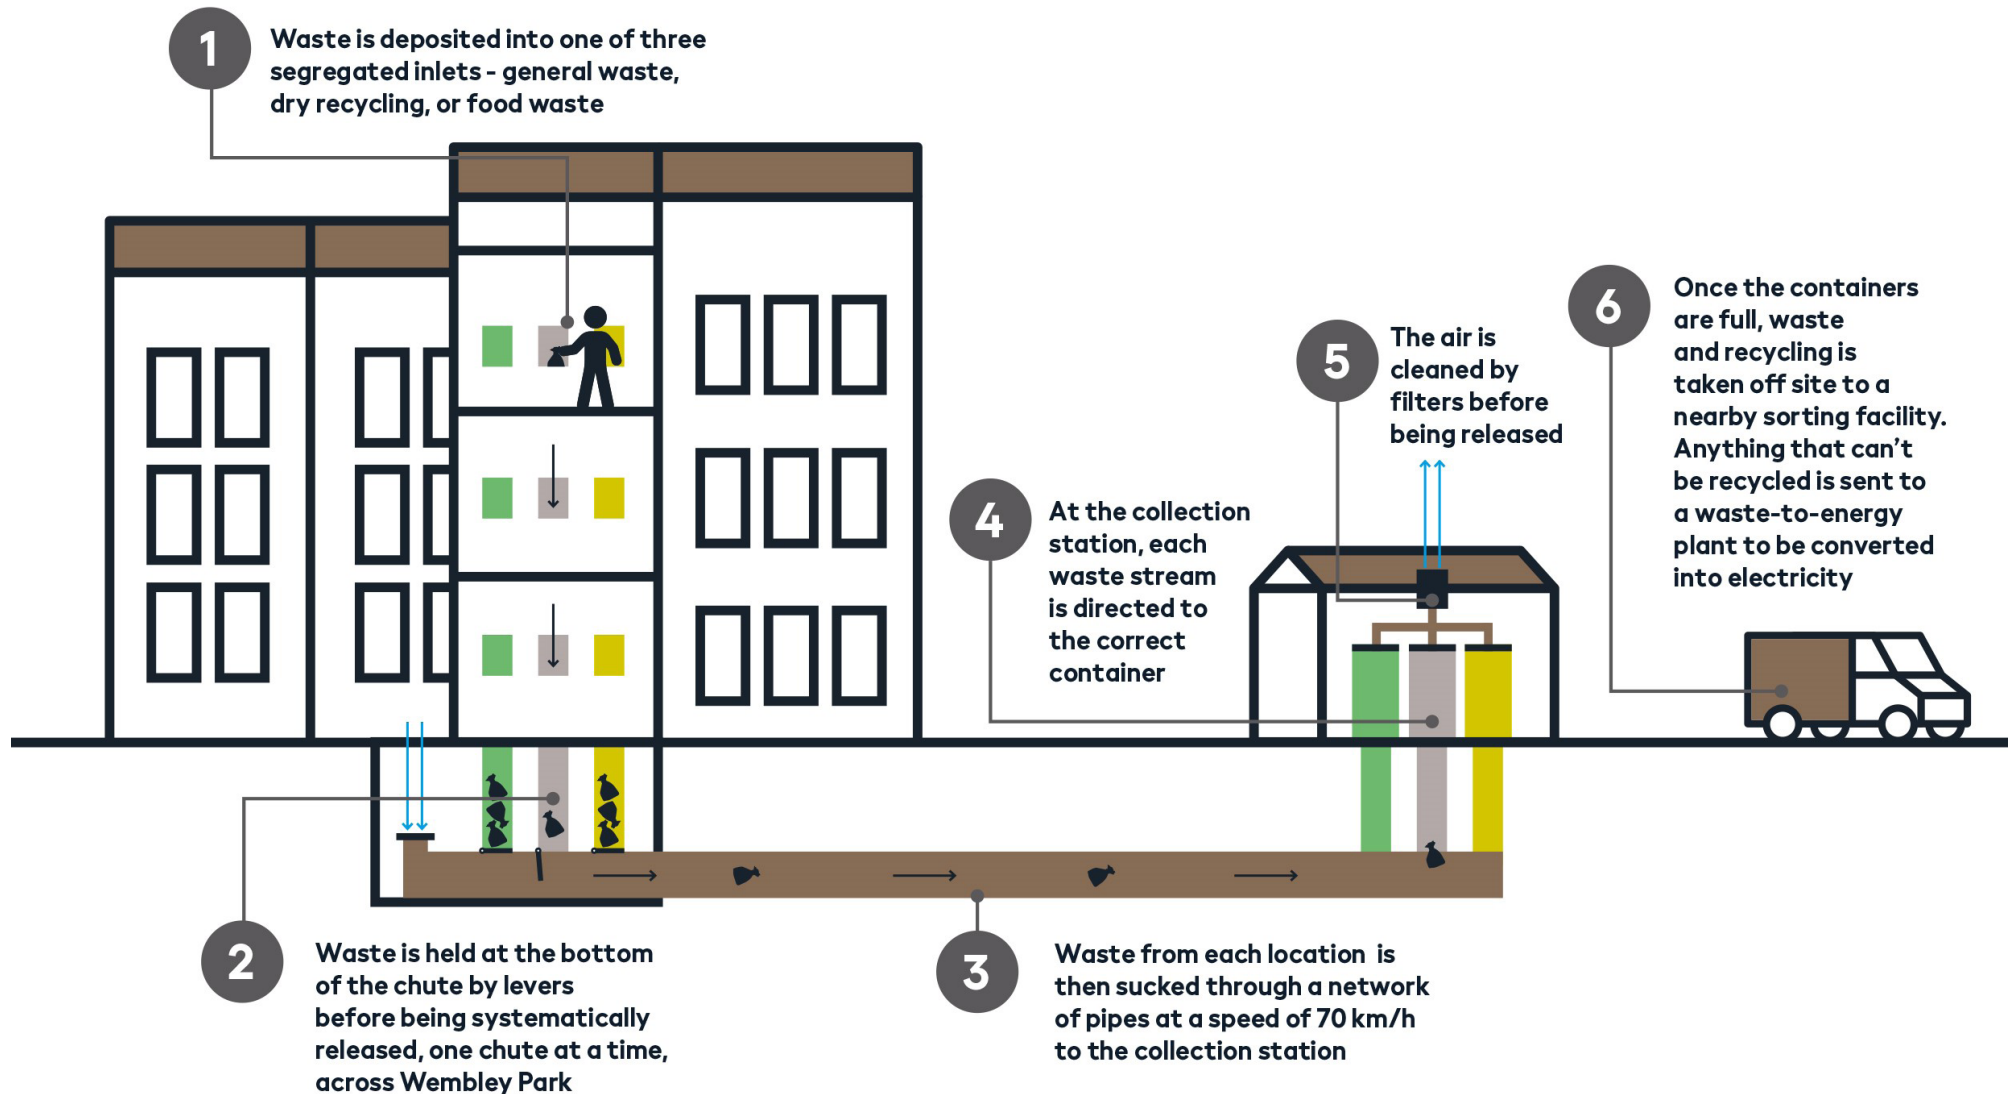 1
Waste is deposited into one of three
segregated inlets - general waste,
dry recycling, or food waste
2
Waste is held at the bottom
of the chute by levers
before being systematically
released, one chute at a time,
across Wembley Park
3
Waste from each location is
then sucked through a network
of pipes at a speed of 70 km/h
to the collection station
4
At the collection
station, each
waste stream
is directed to
the correct
container
5
The air is
cleaned by
filters before
being released
6
Once the containers
are full, waste
and recycling is
taken off site to a
nearby sorting facility.
Anything that can’t
be recycled is sent to
a waste-to-energy
plant to be converted
into electricity